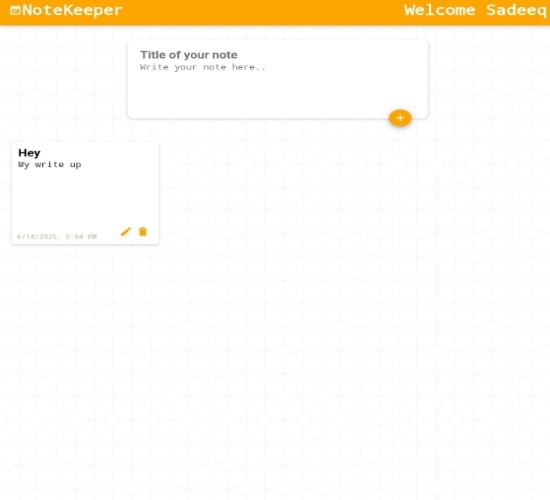 NoteKeeper
Welcome Sadeeq
Title of your note
Write your note here..
+
Hey
My write up
6/14/2025, 5:04 PM